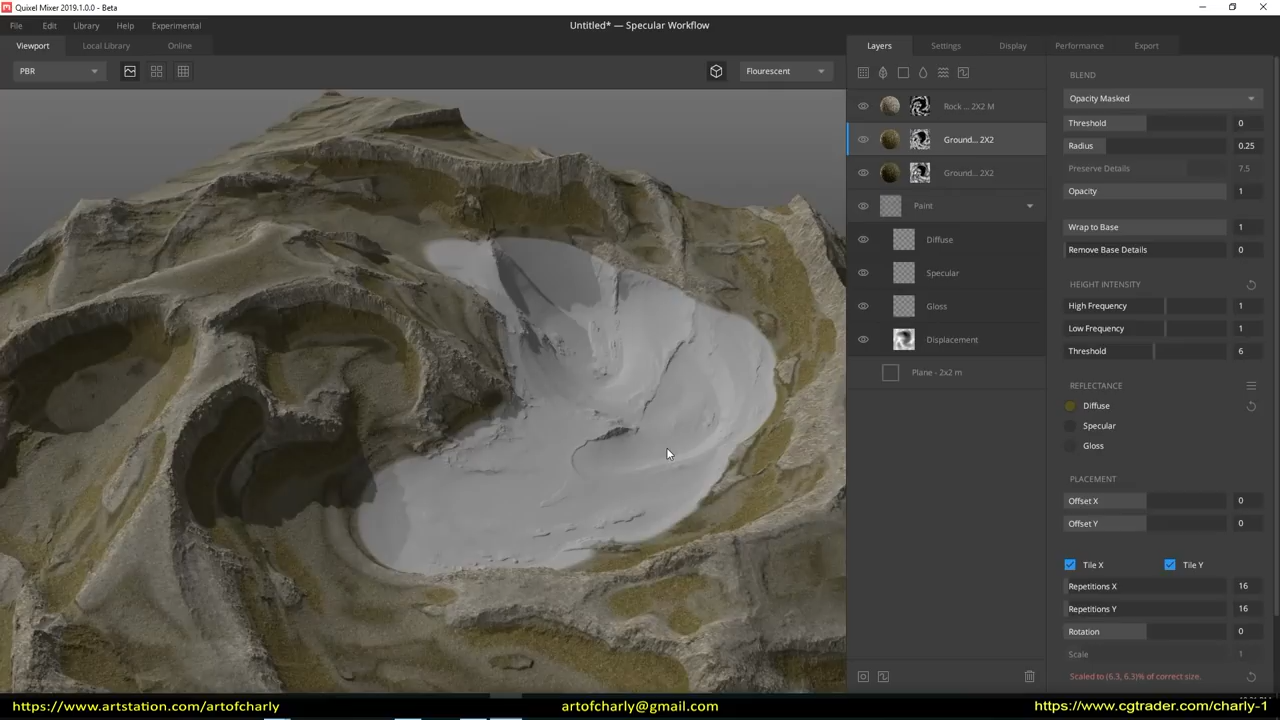 Quixel Mixer 2019.1.0.0 - Beta
File Edit Library Help Experimental
Untitled* — Specular Workflow
Viewport Local Library Online
Layers Settings Display Performance Export
PBR
Flourescent
Rock ... 2X2 M
Ground... 2X2
Ground... 2X2
Paint
Diffuse
Specular
Gloss
Displacement
Plane - 2x2 m
BLEND
Opacity Masked
Threshold 0
Radius 0.25
Preserve Details 7.5
Opacity 1
Wrap to Base 1
Remove Base Details 0
HEIGHT INTENSITY
High Frequency 1
Low Frequency 1
Threshold 6
REFLECTANCE
Diffuse
Specular
Gloss
PLACEMENT
Offset X 0
Offset Y 0
Tile X Tile Y
Repetitions X 16
Repetitions Y 16
Rotation 0
Scale 1
Scaled to (6.3, 6.3)% of correct size.
https://www.artstation.com/artofcharly artofcharly@gmail.com https://www.cgtrader.com/charly-1